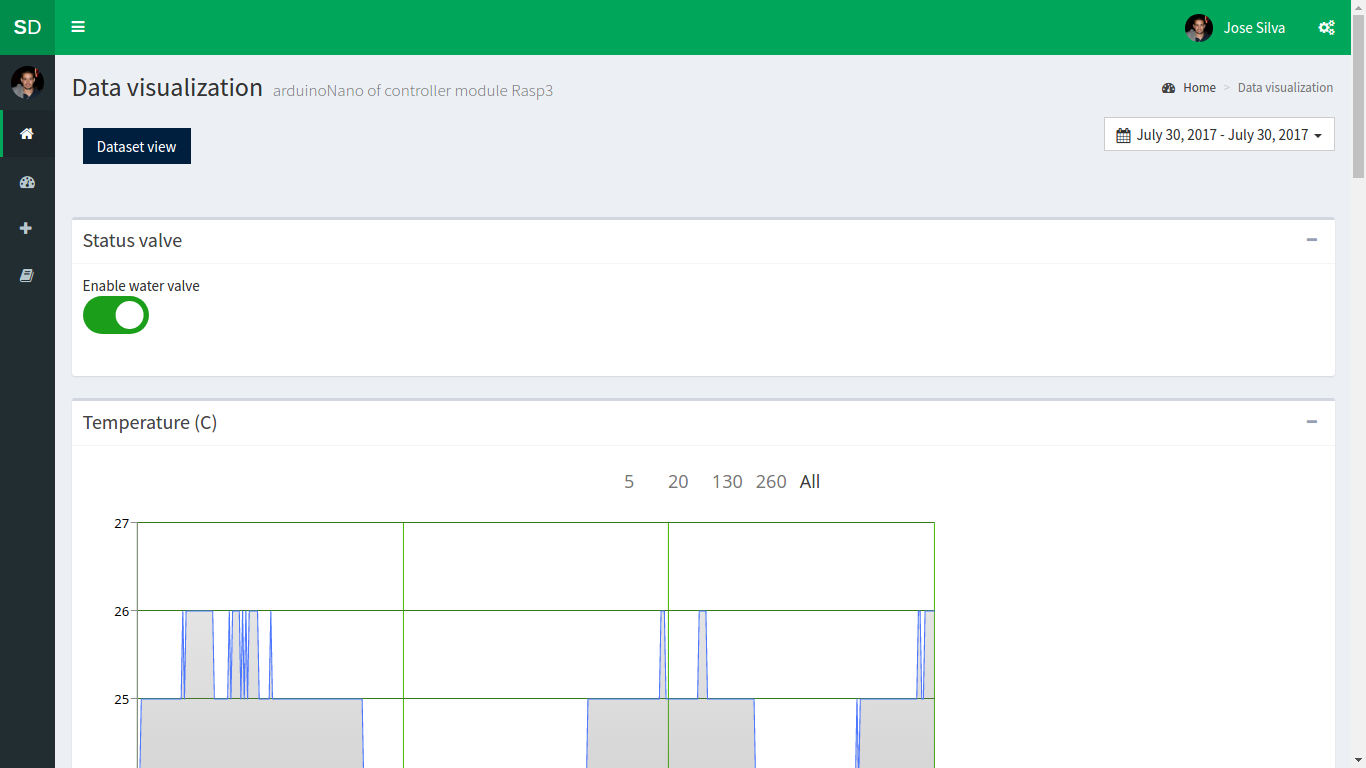 SD
Jose Silva
Data visualization arduinoNano of controller module Rasp3
Home > Data visualization
Dataset view
July 30, 2017 - July 30, 2017
Status valve
Enable water valve
Temperature (C)
5 20 130 260 All
27
26
25